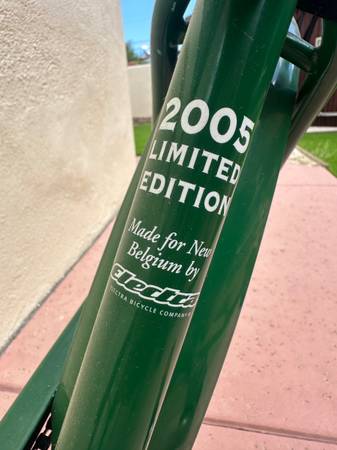 2005
LIMITED
EDITION
Made for New
Belgium by
Electra
ELECTRA BICYCLE COMPANY